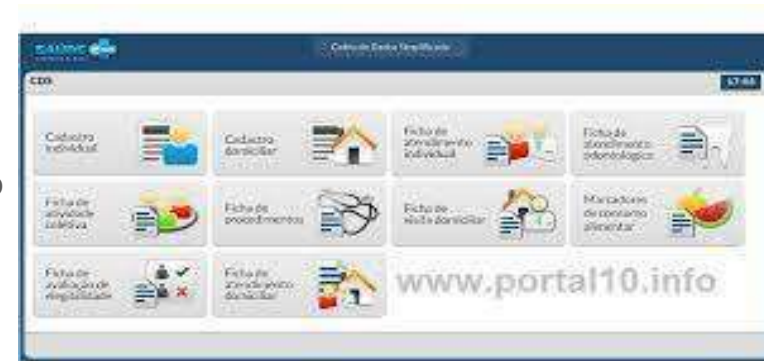 Coleta de Dados Simplificada
CDS
Cadastro
individual
Cadastro
domiciliar
Ficha de
atendimento
individual
Ficha de
atendimento
odontológico
Ficha de
atividade
coletiva
Ficha de
procedimentos
Ficha de
visita domiciliar
Marcadores
de consumo
alimentar
Ficha de
avaliação de
elegibilidade
Ficha de
atendimento
domiciliar
www.portal10.info